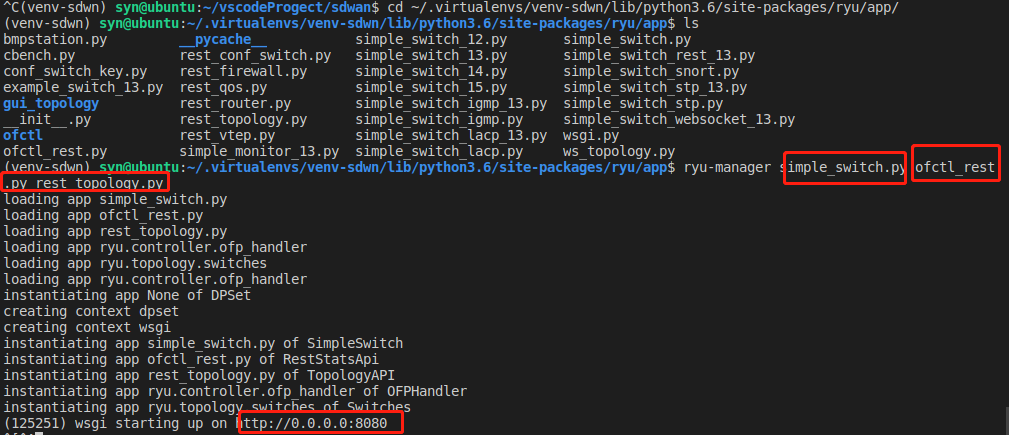 ^C(venv-sdwn) syn@ubuntu:~/vscodeProgect/sdwan$ cd ~/.virtualenvs/venv-sdwn/lib/python3.6/site-packages/ryu/app/
(venv-sdwn) syn@ubuntu:~/.virtualenvs/venv-sdwn/lib/python3.6/site-packages/ryu/app$ ls
bmpstation.py __pycache__ simple_switch_12.py simple_switch.py
cbench.py rest_conf_switch.py simple_switch_13.py simple_switch_rest_13.py
conf_switch_key.py rest_firewall.py simple_switch_14.py simple_switch_snort.py
example_switch_13.py rest_qos.py simple_switch_15.py simple_switch_stp_13.py
gui_topology rest_router.py simple_switch_igmp_13.py simple_switch_stp.py
__init__.py rest_topology.py simple_switch_igmp.py simple_switch_websocket_13.py
ofctl rest_vtep.py simple_switch_lacp_13.py wsgi.py
ofctl_rest.py simple_monitor_13.py simple_switch_lacp.py ws_topology.py
(venv-sdwn) syn@ubuntu:~/.virtualenvs/venv-sdwn/lib/python3.6/site-packages/ryu/app$ ryu-manager simple_switch.py ofctl_rest
.py rest_topology.py
loading app simple_switch.py
loading app ofctl_rest.py
loading app rest_topology.py
loading app ryu.controller.ofp_handler
loading app ryu.topology.switches
loading app ryu.controller.ofp_handler
instantiating app None of DPSet
creating context dpset
creating context wsgi
instantiating app simple_switch.py of SimpleSwitch
instantiating app ofctl_rest.py of RestStatsApi
instantiating app rest_topology.py of TopologyAPI
instantiating app ryu.controller.ofp_handler of OFPHandler
instantiating app ryu.topology.switches of Switches
(125251) wsgi starting up on http://0.0.0.0:8080